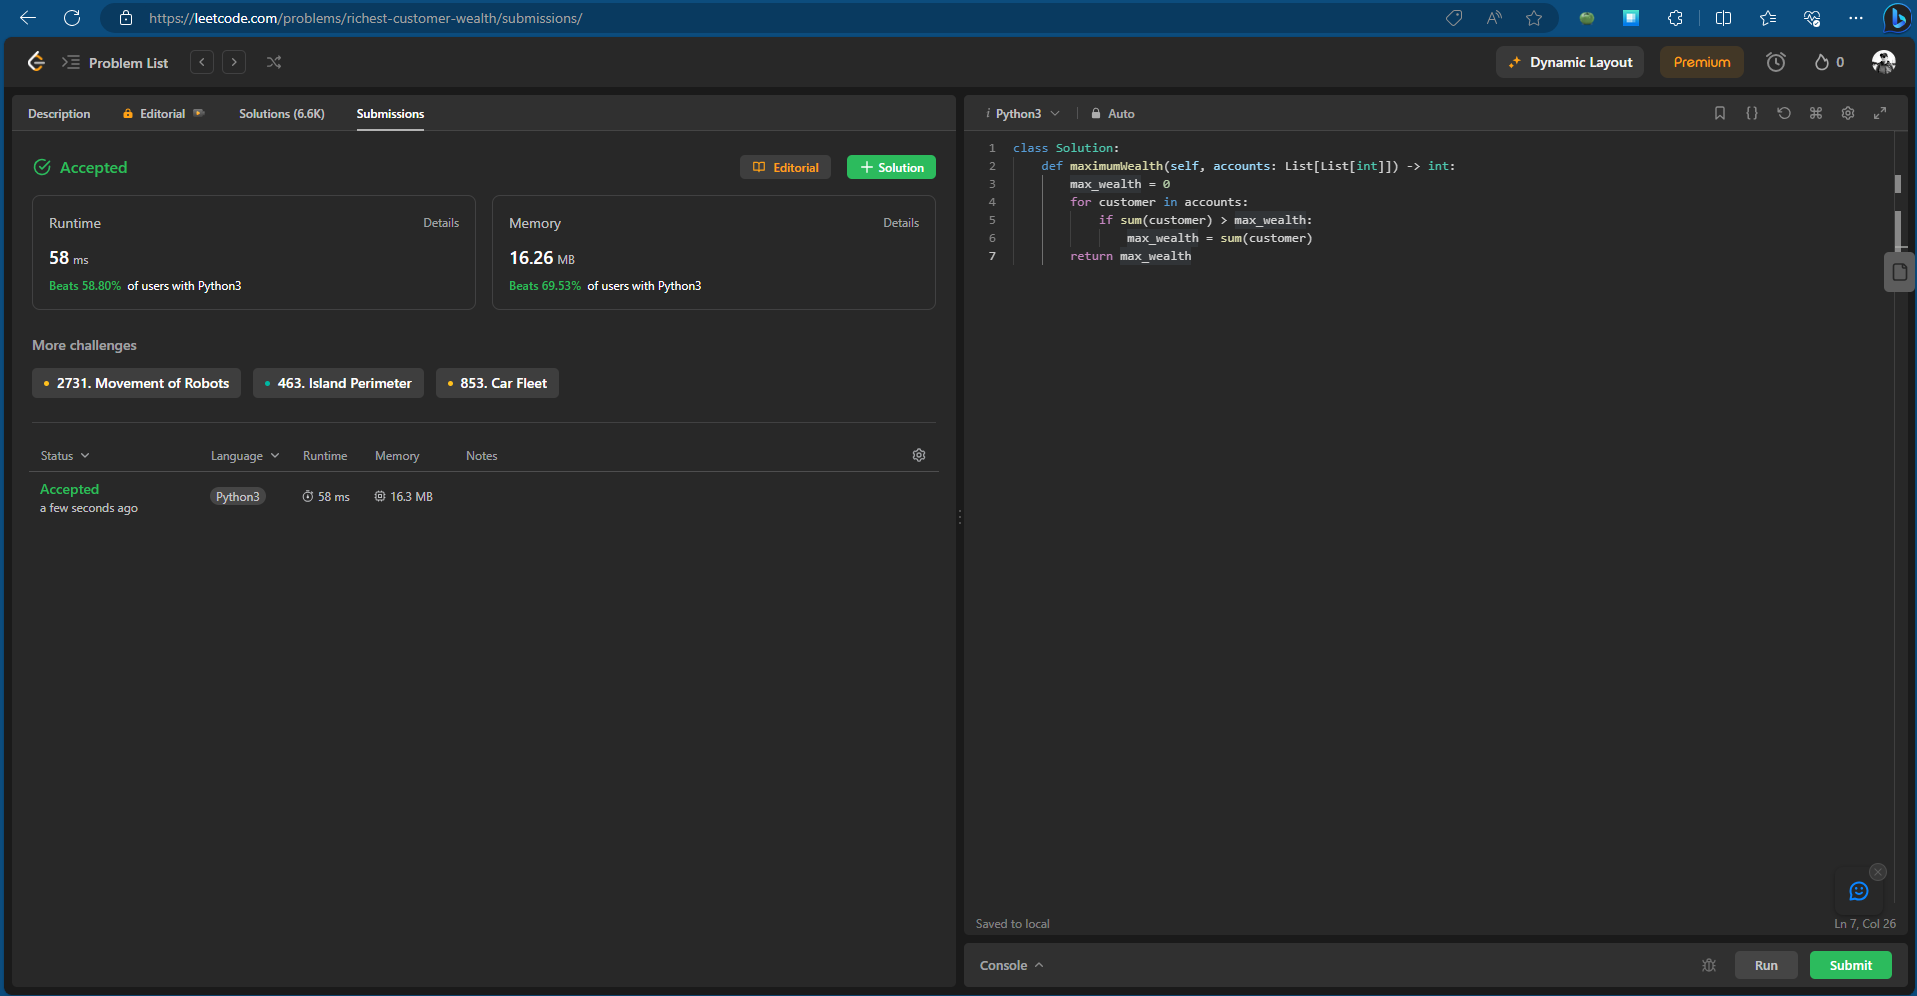 https://leetcode.com/problems/richest-customer-wealth/submissions/
Problem List
Dynamic Layout
Premium
0
Description
Editorial
Solutions (6.6K)
Submissions
Accepted
Editorial
Solution
Runtime
Details
58 ms
Beats 58.80% of users with Python3
Memory
Details
16.26 MB
Beats 69.53% of users with Python3
More challenges
2731. Movement of Robots
463. Island Perimeter
853. Car Fleet
Status
Language
Runtime
Memory
Notes
Accepted
a few seconds ago
Python3
58 ms
16.3 MB
i Python3
Auto
1 class Solution:
2     def maximumWealth(self, accounts: List[List[int]]) -> int:
3         max_wealth = 0
4         for customer in accounts:
5             if sum(customer) > max_wealth:
6                 max_wealth = sum(customer)
7         return max_wealth
Saved to local
Ln 7, Col 26
Console
Run
Submit